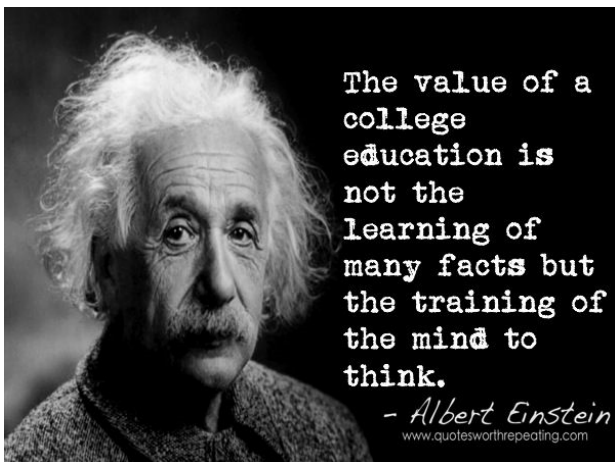 The value of a
college
education is
not the
learning of
many facts but
the training of
the mind to
think.
- Albert Einstein
www.quotesworthrepeating.com